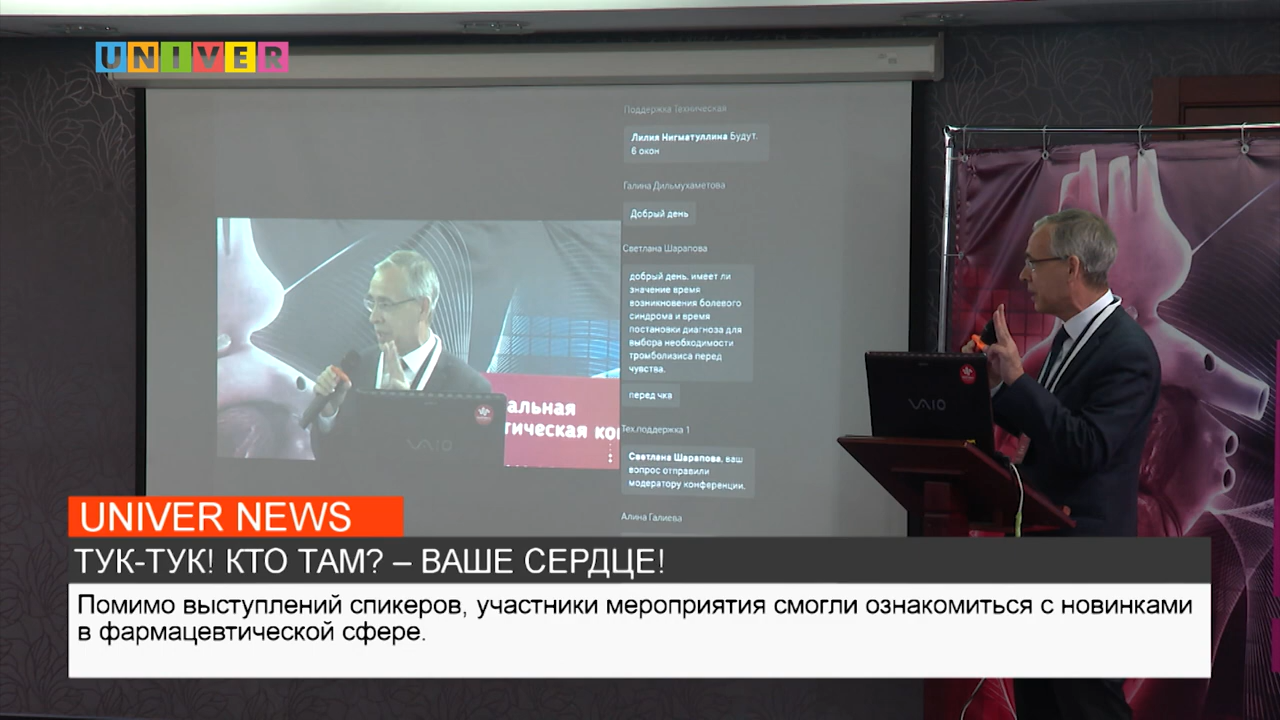 UNIVER
Поддержка Техническая
Лилия Нигматуллина Будут.
6 окон
Галина Дильмухаметова
Добрый день
Светлана Шарапова
добрый день. имеет ли
значение время
возникновения болевого
синдрома и время
постановки диагноза для
выбора необходимости
тромболизиса перед
чувства.
перед чка
Тех.поддержка 1
Светлана Шарапова, ваш
вопрос отправили
модератору конференции.
Алина Галиева
альная
тическая ко
VAIO
VAIO
UNIVER NEWS
ТУК-ТУК! КТО ТАМ? – ВАШЕ СЕРДЦЕ!
Помимо выступлений спикеров, участники мероприятия смогли ознакомиться с новинками
в фармацевтической сфере.